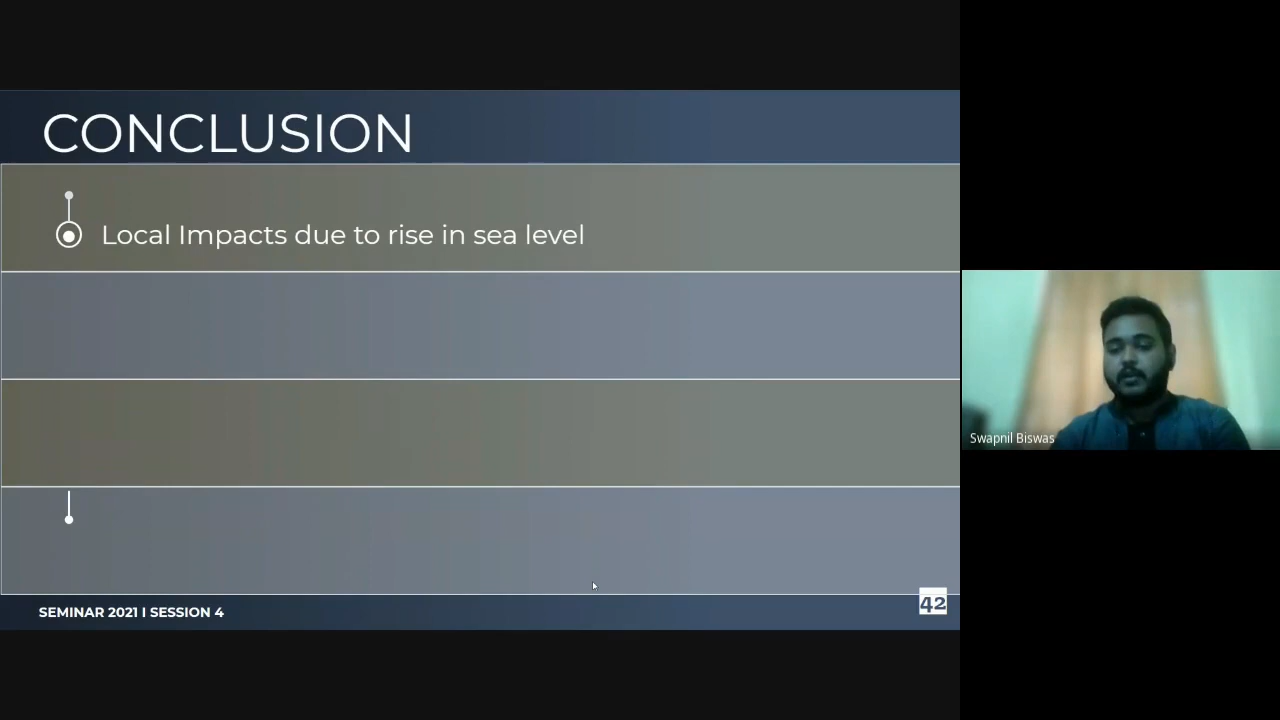 CONCLUSION
Local Impacts due to rise in sea level
Swapnil Biswas
SEMINAR 2021 I SESSION 4
42